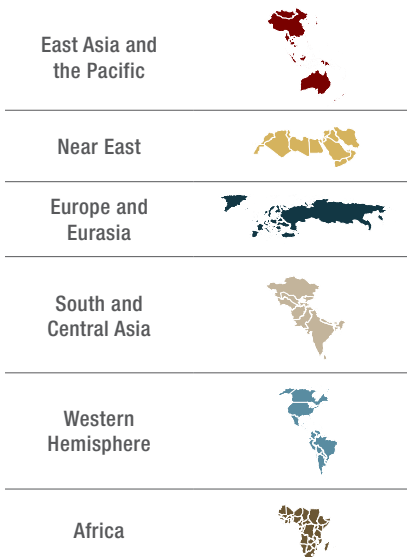 East Asia and
the Pacific
Near East
Europe and
Eurasia
South and
Central Asia
Western
Hemisphere
Africa